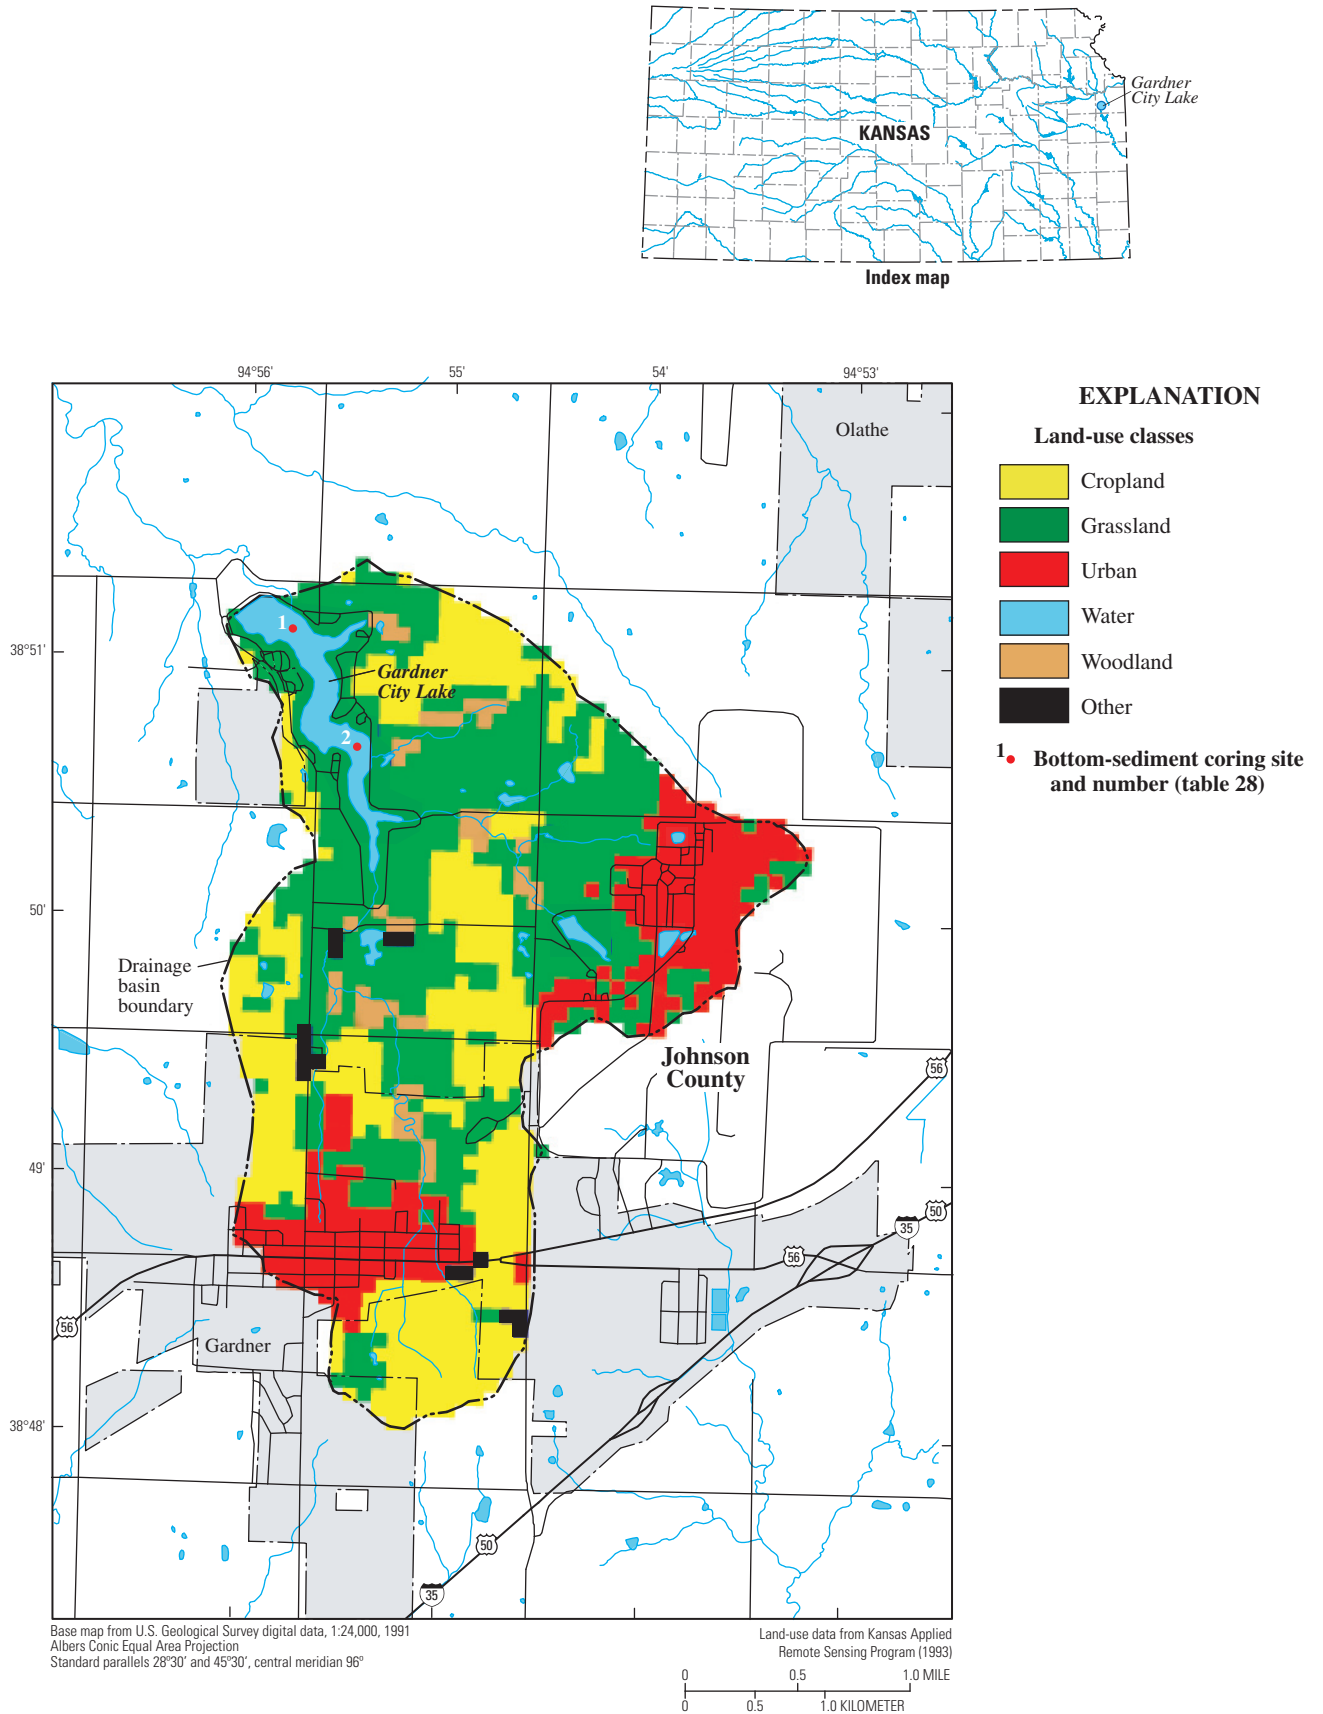 Gardner
City Lake
KANSAS
Index map
94°56'
55'
54'
94°53'
EXPLANATION
Land-use classes
Cropland
Grassland
Urban
Water
Woodland
Other
1
Bottom-sediment coring site
and number (table 28)
Olathe
38°51'
1
Gardner
City Lake
2
50'
Drainage
basin
boundary
Johnson
County
56
49'
50
35
56
56
Gardner
38°48'
50
35
Base map from U.S. Geological Survey digital data, 1:24,000, 1991
Albers Conic Equal Area Projection
Standard parallels 28°30' and 45°30', central meridian 96°
Land-use data from Kansas Applied
Remote Sensing Program (1993)
0 0.5 1.0 MILE
0 0.5 1.0 KILOMETER